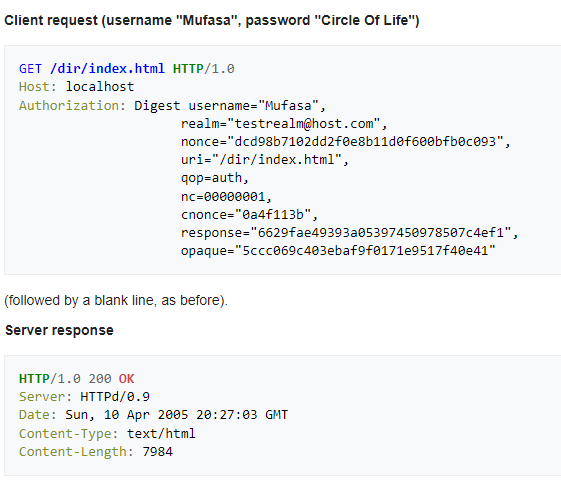 Client request (username "Mufasa", password "Circle Of Life")
GET /dir/index.html HTTP/1.0
Host: localhost
Authorization: Digest username="Mufasa",
realm="testrealm@host.com",
nonce="dcd98b7102dd2f0e8b11d0f600bfb0c093",
uri="/dir/index.html",
qop=auth,
nc=00000001,
cnonce="0a4f113b",
response="6629fae49393a05397450978507c4ef1",
opaque="5ccc069c403ebaf9f0171e9517f40e41"
(followed by a blank line, as before).
Server response
HTTP/1.0 200 OK
Server: HTTPd/0.9
Date: Sun, 10 Apr 2005 20:27:03 GMT
Content-Type: text/html
Content-Length: 7984